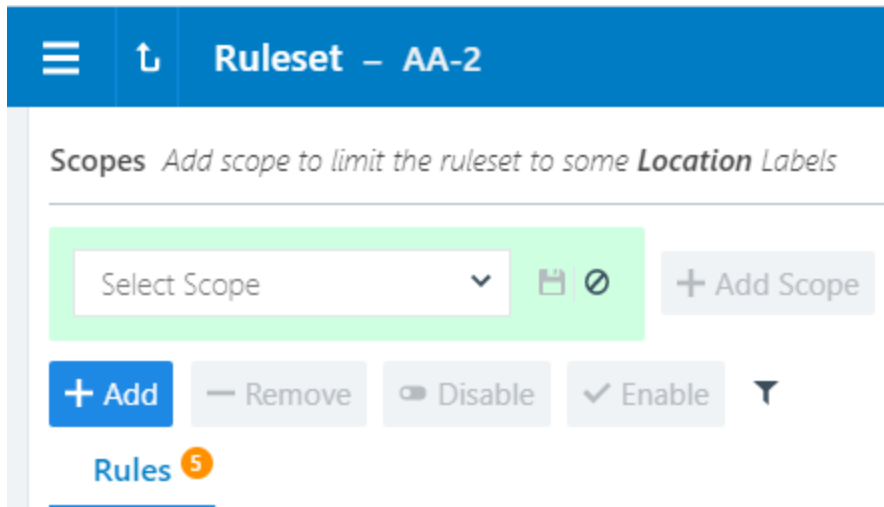 Ruleset – AA-2
Scopes Add scope to limit the ruleset to some Location Labels
Select Scope + Add Scope
+ Add − Remove Disable Enable
Rules 5